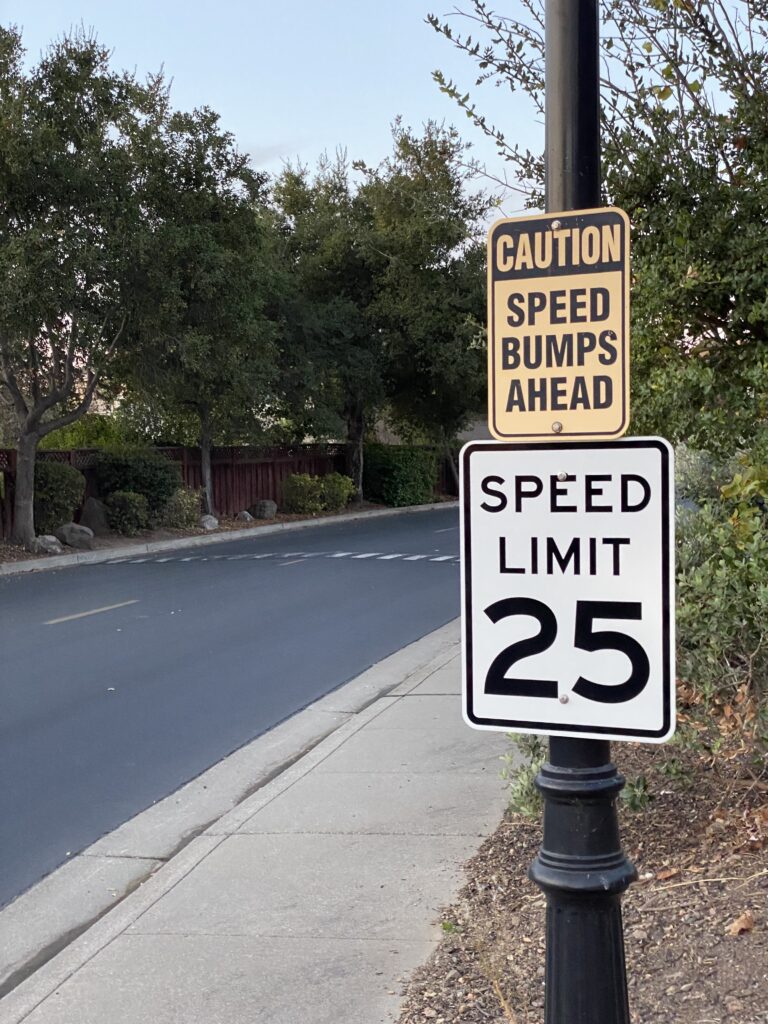 CAUTION
SPEED
BUMPS
AHEAD
SPEED
LIMIT
25